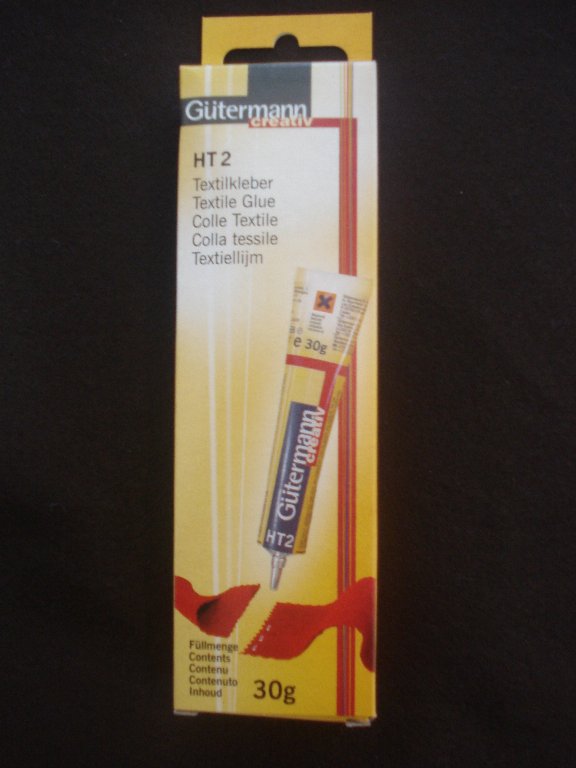 Gütermann
creativ
HT 2
Textilkleber
Textile Glue
Colle Textile
Colla tessile
Textiellijm
e 30g
Gütermann
creativ
HT2
Füllmenge
Contents
Contenu
Contenuto
Inhoud
30g